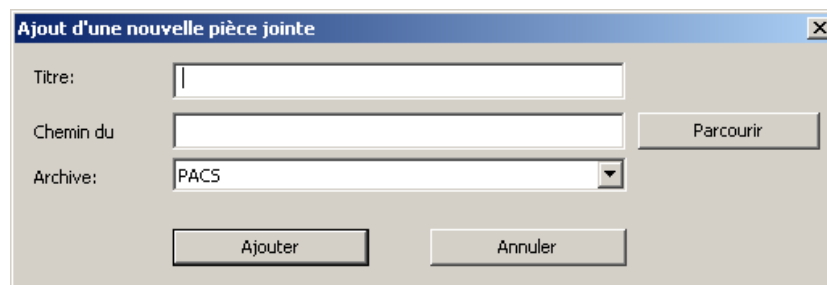 Ajout d'une nouvelle pièce jointe
Titre:
Chemin du
Parcourir
Archive:
PACS
Ajouter
Annuler